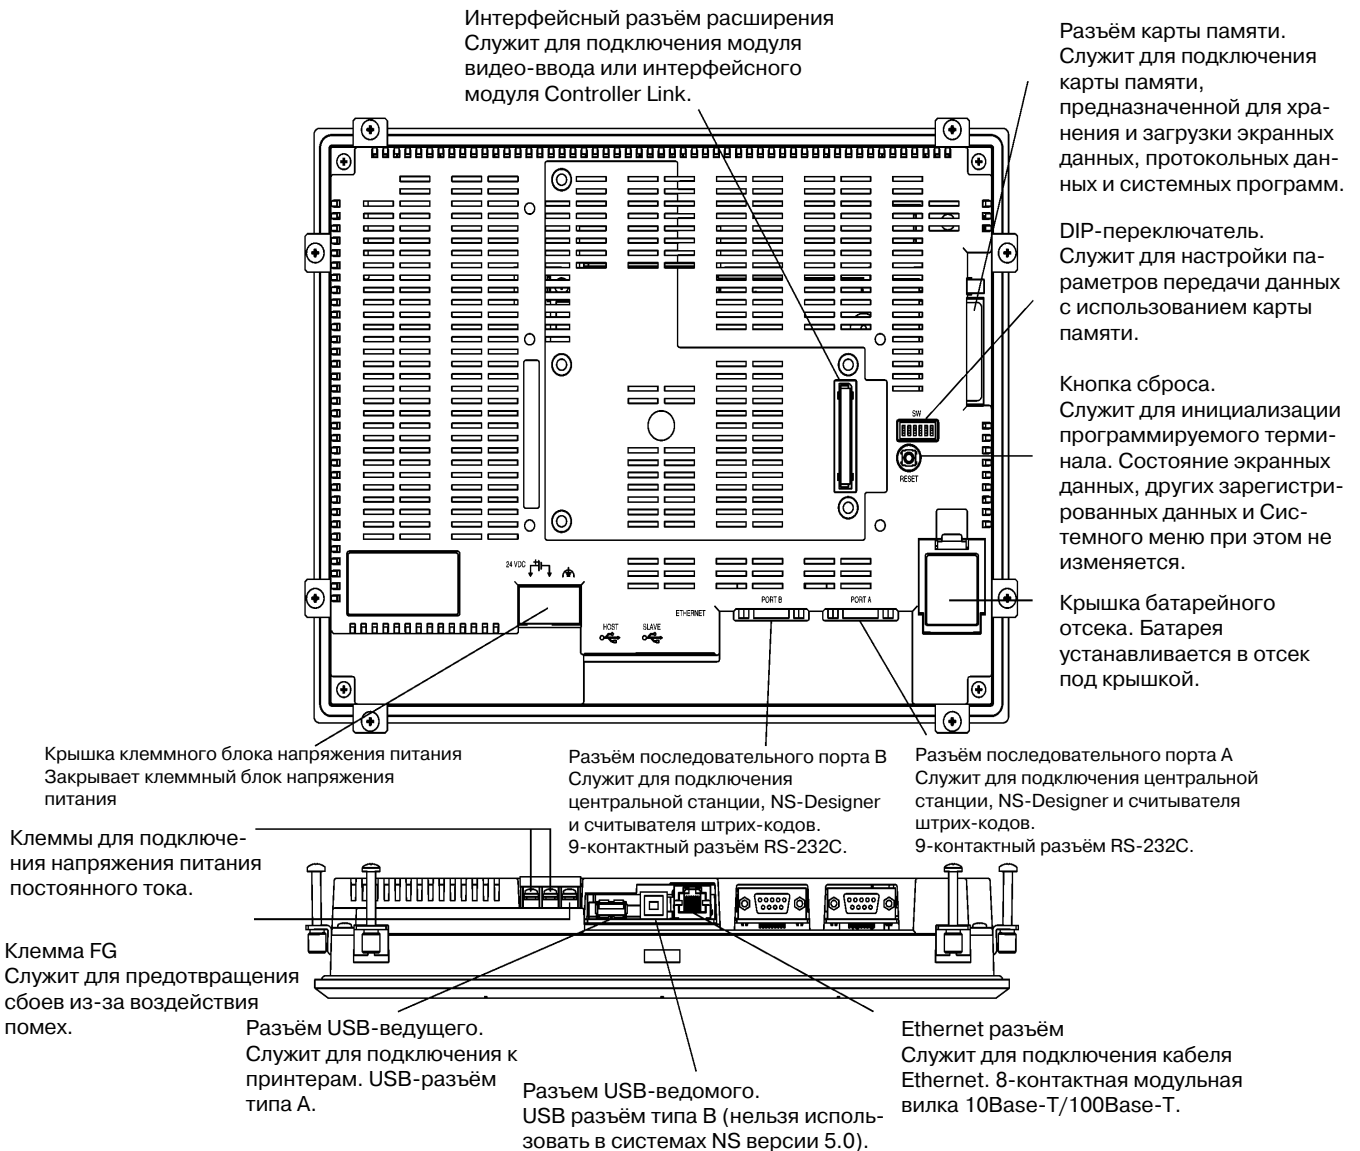 Интерфейсный разъём расширения
Служит для подключения модуля
видео-ввода или интерфейсного
модуля Controller Link.
Разъём карты памяти.
Служит для подключения
карты памяти,
предназначенной для хра-
нения и загрузки экранных
данных, протокольных дан-
ных и системных программ.
DIP-переключатель.
Служит для настройки па-
раметров передачи данных
с использованием карты
памяти.
Кнопка сброса.
Служит для инициализации
программируемого терми-
нала. Состояние экранных
данных, других зарегистри-
рованных данных и Сис-
темного меню при этом не
изменяется.
Крышка батарейного
отсека. Батарея
устанавливается в отсек
под крышкой.
SW
RESET
24 VDC
HOST
SLAVE
ETHERNET
PORT B
PORT A
Крышка клеммного блока напряжения питания
Закрывает клеммный блок напряжения
питания
Разъём последовательного порта B
Служит для подключения
центральной станции, NS-Designer
и считывателя штрих-кодов.
9-контактный разъём RS-232C.
Разъём последовательного порта A
Служит для подключения центральной
станции, NS-Designer и считывателя
штрих-кодов.
9-контактный разъём RS-232C.
Клеммы для подключе-
ния напряжения питания
постоянного тока.
Клемма FG
Служит для предотвращения
сбоев из-за воздействия
помех.
Разъём USB-ведущего.
Служит для подключения к
принтерам. USB-разъём
типа A.
Разъем USB-ведомого.
USB разъём типа B (нельзя исполь-
зовать в системах NS версии 5.0).
Ethernet разъём
Служит для подключения кабеля
Ethernet. 8-контактная модульная
вилка 10Base-T/100Base-T.